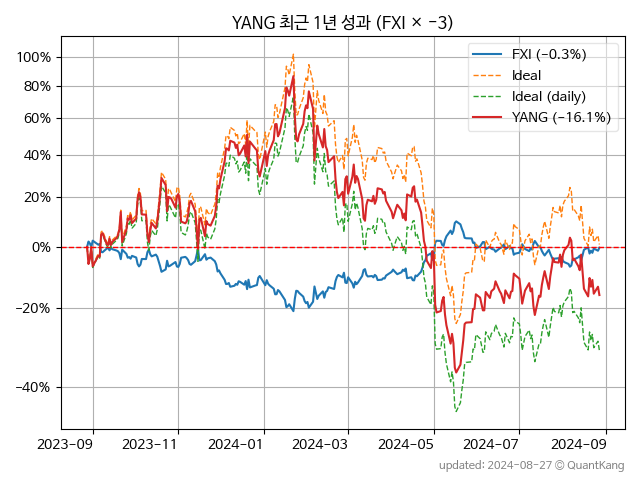 YANG 최근 1년 성과 (FXI × −3)
FXI (−0.3%)
Ideal
Ideal (daily)
YANG (−16.1%)
100%
80%
60%
40%
20%
0%
−20%
−40%
2023-09 2023-11 2024-01 2024-03 2024-05 2024-07 2024-09
updated: 2024-08-27 © QuantKang